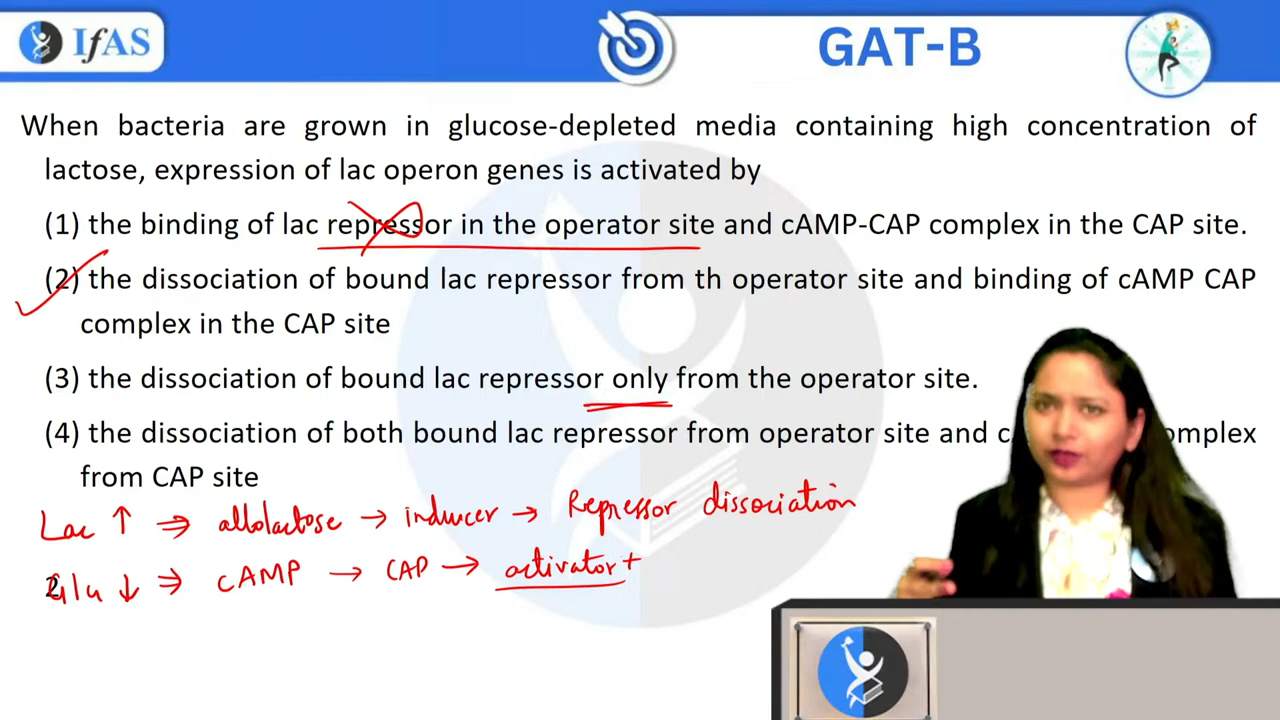 IfAS
GAT-B
When bacteria are grown in glucose-depleted media containing high concentration of
lactose, expression of lac operon genes is activated by
(1) the binding of lac repressor in the operator site and cAMP-CAP complex in the CAP site.
(2) the dissociation of bound lac repressor from th operator site and binding of cAMP CAP
complex in the CAP site
(3) the dissociation of bound lac repressor only from the operator site.
(4) the dissociation of both bound lac repressor from operator site and c omplex
from CAP site
Lac ↑ ⇒ allolactose → inducer → Repressor dissociation
2
Glu ↓ ⇒ cAMP → CAP → activator +